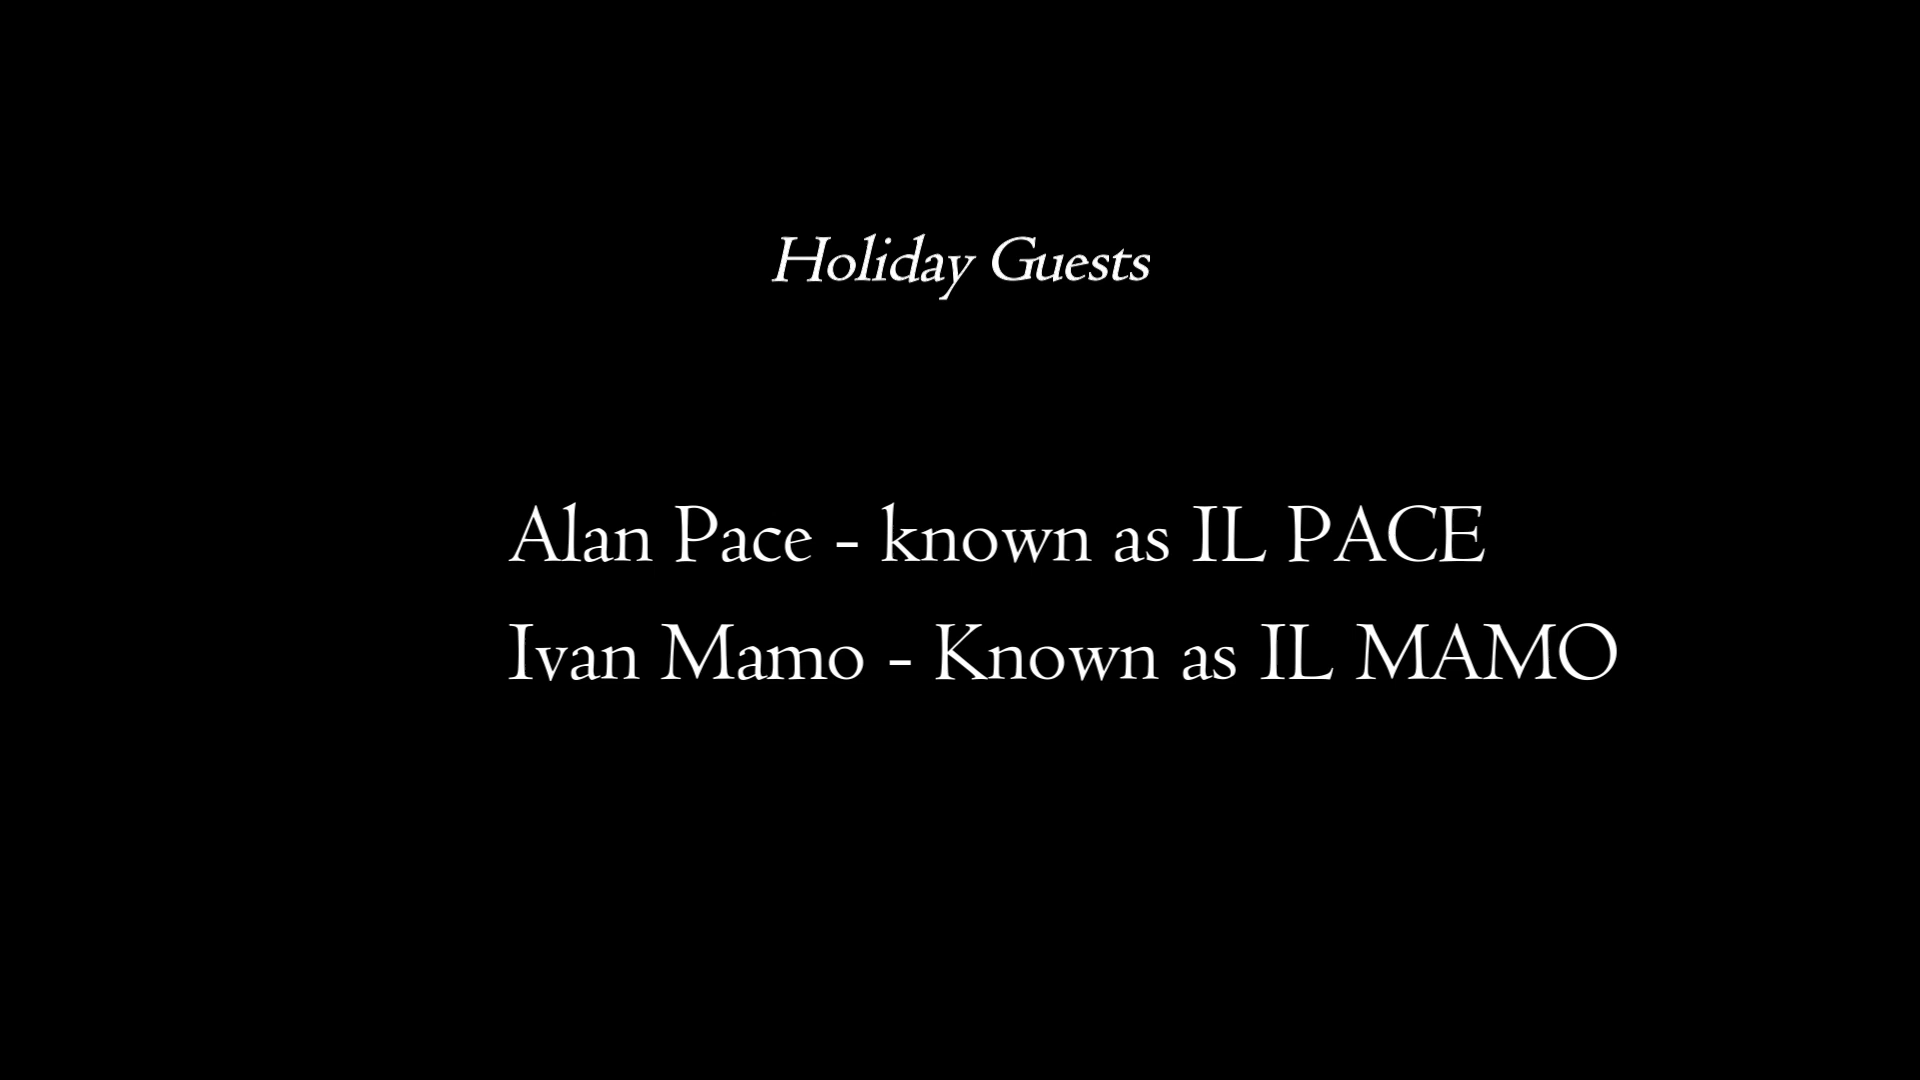 Holiday Guests
Alan Pace - known as IL PACE
Ivan Mamo - Known as IL MAMO